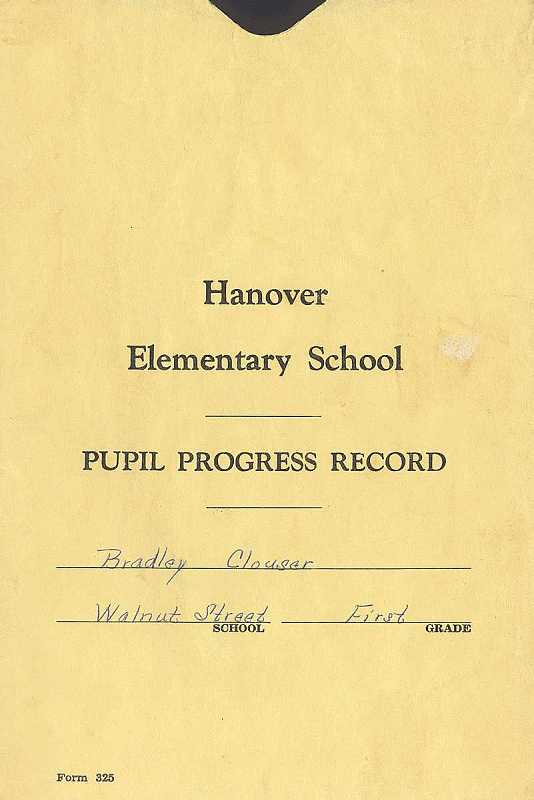 Hanover
Elementary School
PUPIL PROGRESS RECORD
Bradley Clouser
Walnut Street First
SCHOOL GRADE
Form 325